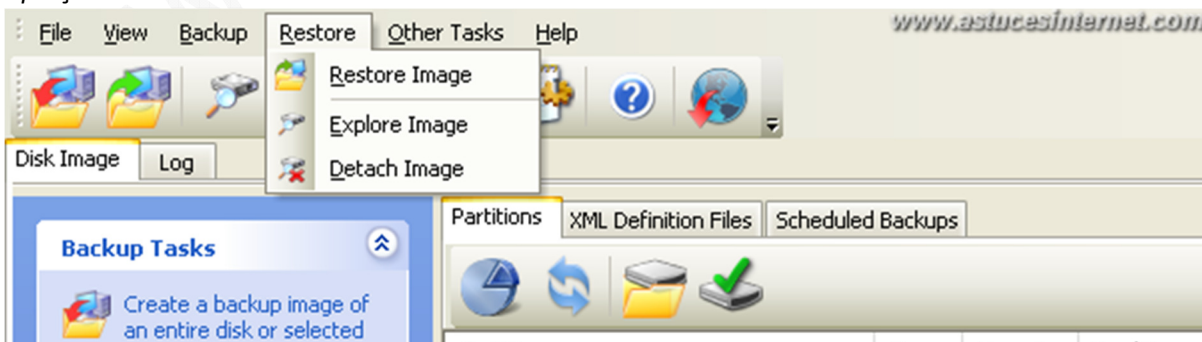 File View Backup Restore Other Tasks Help
www.astucesinternet.com
Restore Image
Explore Image
Detach Image
Disk Image Log
Partitions XML Definition Files Scheduled Backups
Backup Tasks
Create a backup image of
an entire disk or selected